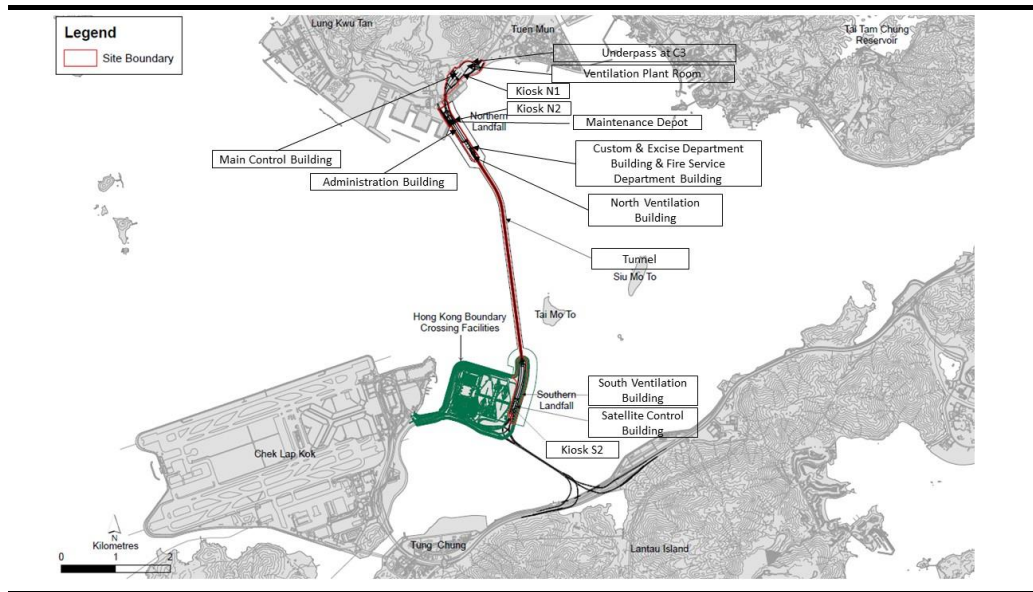 Legend
Site Boundary
Lung Kwu Tan
Tuen Mun
Tai Tam Chung
Reservoir
Underpass at C3
Ventilation Plant Room
Kiosk N1
Kiosk N2
Northern
Landfall
Maintenance Depot
Main Control Building
Administration Building
Custom & Excise Department
Building & Fire Service
Department Building
North Ventilation
Building
Tunnel
Siu Mo To
Tai Mo To
Hong Kong Boundary
Crossing Facilities
South Ventilation
Building
Southern
Landfall
Satellite Control
Building
Kiosk S2
Chek Lap Kok
N
Kilometres
0 1 2
Tung Chung
Lantau Island